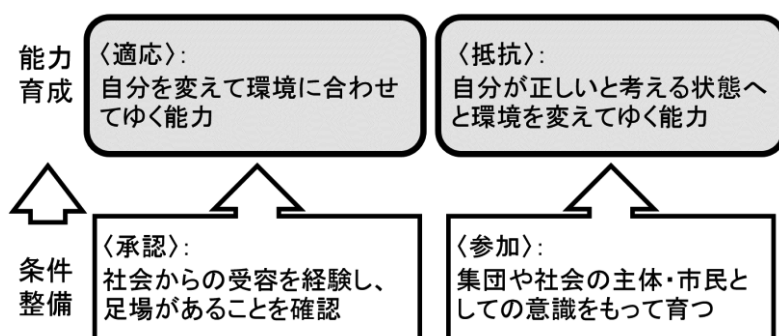 能力
育成
〈適応〉:
自分を変えて環境に合わせ
てゆく能力
〈抵抗〉:
自分が正しいと考える状態へ
と環境を変えてゆく能力
条件
整備
〈承認〉:
社会からの受容を経験し、
足場があることを確認
〈参加〉:
集団や社会の主体・市民と
しての意識をもって育つ